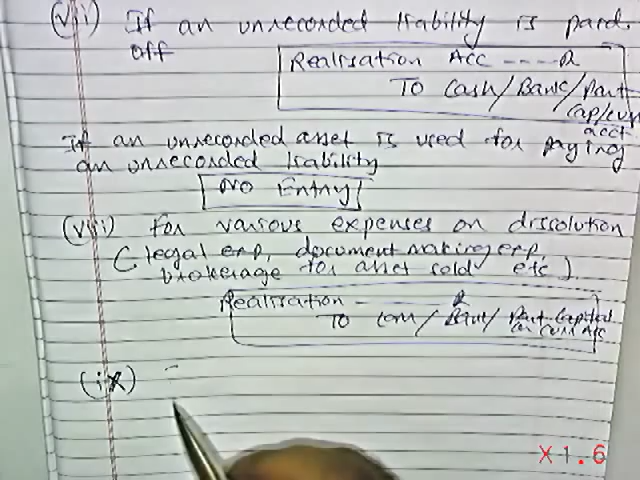 (vii) If an unrecorded liability is paid
off
Realisation Acc ---- Dr
To Cash/Bank/Part
Cap/curr
acct
If an unrecorded asset is used for paying
an unrecorded liability
No Entry
(viii) for various expenses on dissolution
(legal exp, document making exp,
brokerage for asset sold etc)
Realisation ---- Dr
To Cash/ Bank/ Part. Capital
or Curr Acc
(ix)
X1.6